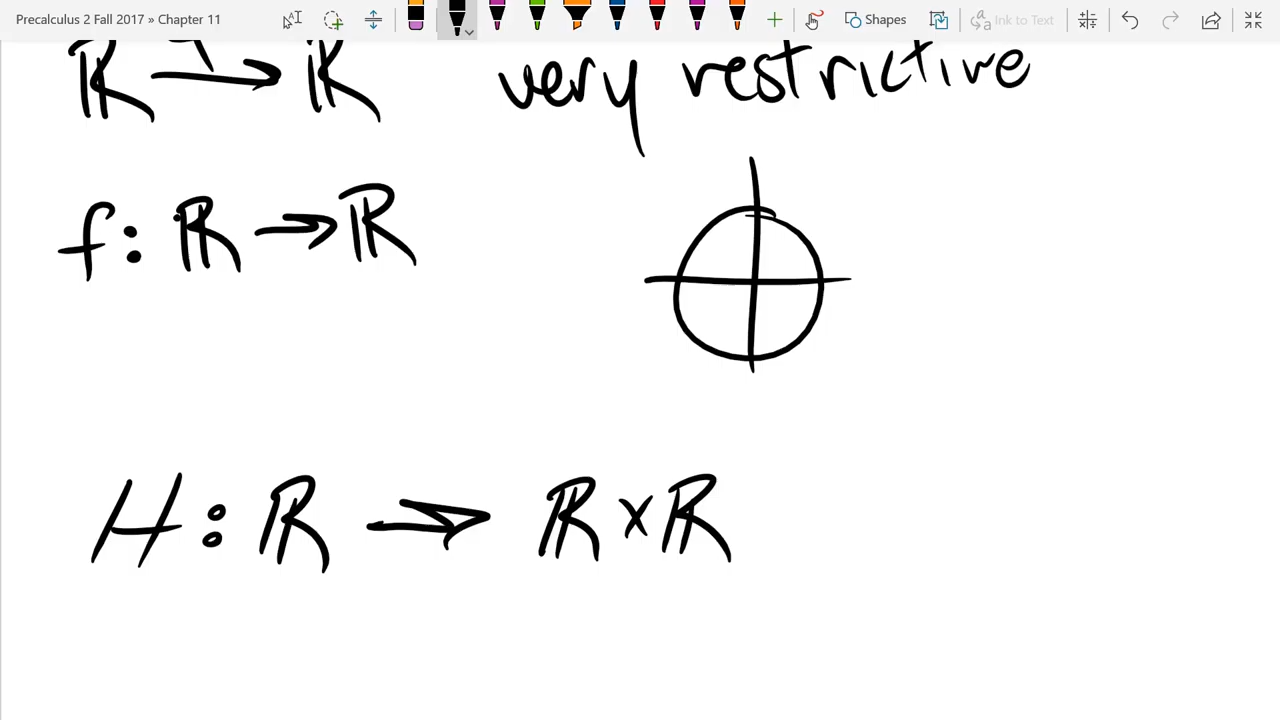 Precalculus 2 Fall 2017 » Chapter 11
Shapes
Ink to Text
ℝ → ℝ very restrictive
f: ℝ → ℝ
H: ℝ → ℝ × ℝ